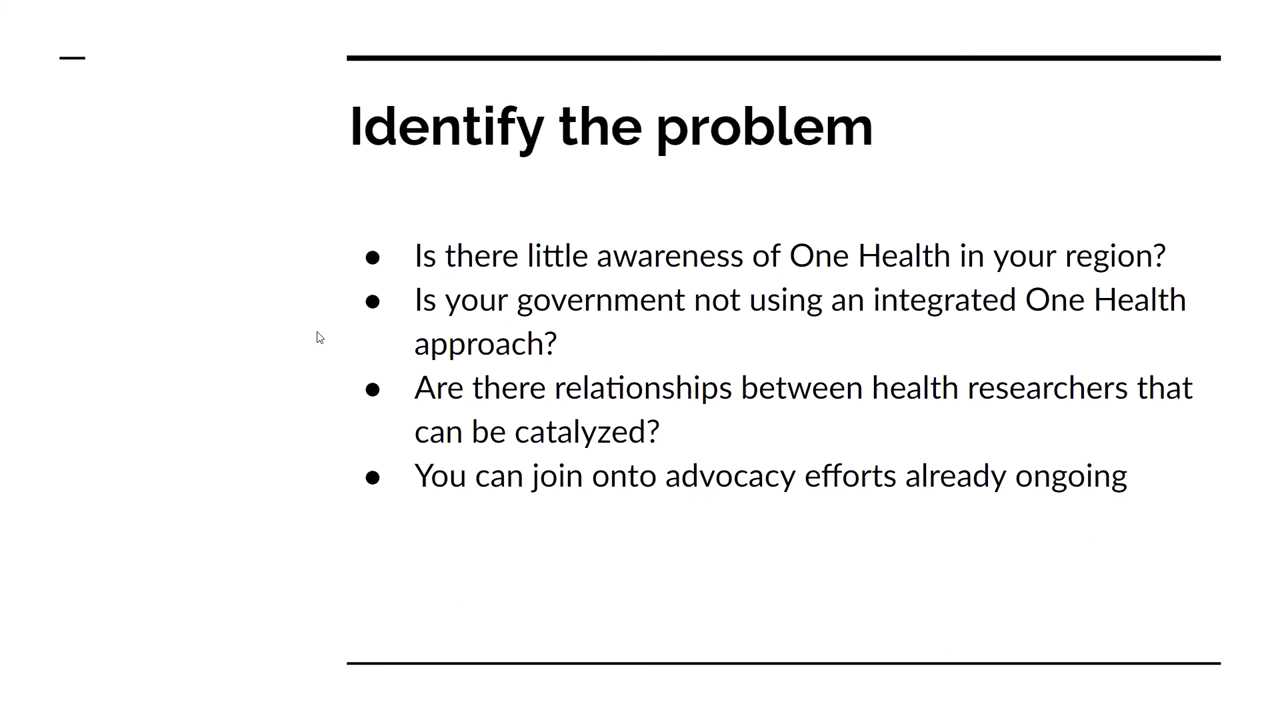 Identify the problem
● Is there little awareness of One Health in your region?
● Is your government not using an integrated One Health
approach?
● Are there relationships between health researchers that
can be catalyzed?
● You can join onto advocacy efforts already ongoing